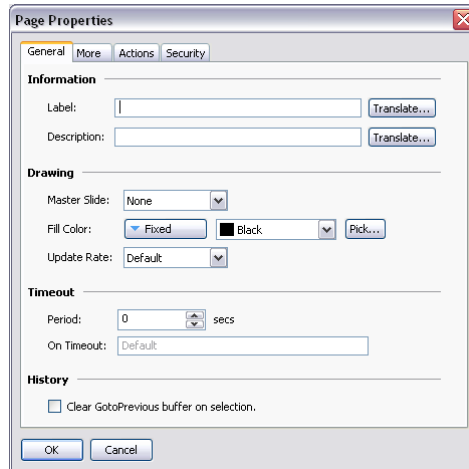 Page Properties
General More Actions Security
Information
Label: Translate...
Description: Translate...
Drawing
Master Slide: None
Fill Color: Fixed Black Pick...
Update Rate: Default
Timeout
Period: 0 secs
On Timeout: Default
History
Clear GotoPrevious buffer on selection.
OK Cancel